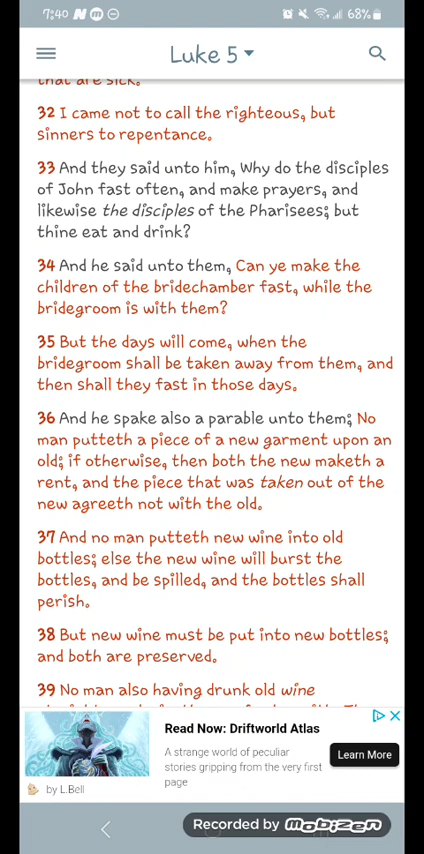 7:40 N 68%
Luke 5
that are sick.
32 I came not to call the righteous, but
sinners to repentance.
33 And they said unto him, Why do the disciples
of John fast often, and make prayers, and
likewise the disciples of the Pharisees; but
thine eat and drink?
34 And he said unto them, Can ye make the
children of the bridechamber fast, while the
bridegroom is with them?
35 But the days will come, when the
bridegroom shall be taken away from them, and
then shall they fast in those days.
36 And he spake also a parable unto them; No
man putteth a piece of a new garment upon an
old; if otherwise, then both the new maketh a
rent, and the piece that was taken out of the
new agreeth not with the old.
37 And no man putteth new wine into old
bottles; else the new wine will burst the
bottles, and be spilled, and the bottles shall
perish.
38 But new wine must be put into new bottles;
and both are preserved.
39 No man also having drunk old wine
Read Now: Driftworld Atlas
A strange world of peculiar
stories gripping from the very first
page
Learn More
by L.Bell
Recorded by mobizen